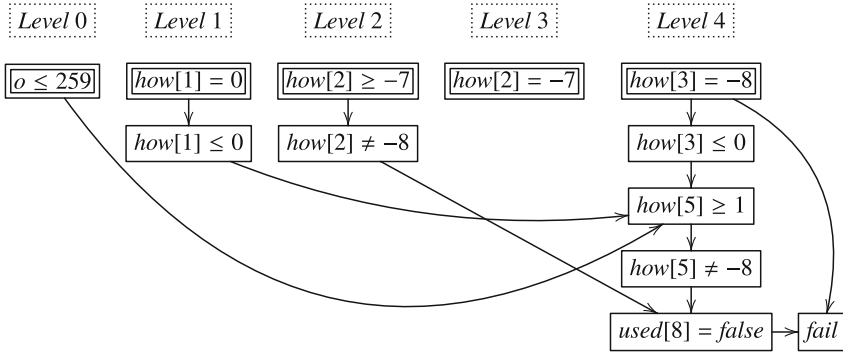 Level 0 Level 1 Level 2 Level 3 Level 4
o ≤ 259 how[1] = 0 how[2] ≥ −7 how[2] = −7 how[3] = −8
how[1] ≤ 0 how[2] ≠ −8 how[3] ≤ 0
how[5] ≥ 1
how[5] ≠ −8
used[8] = false fail